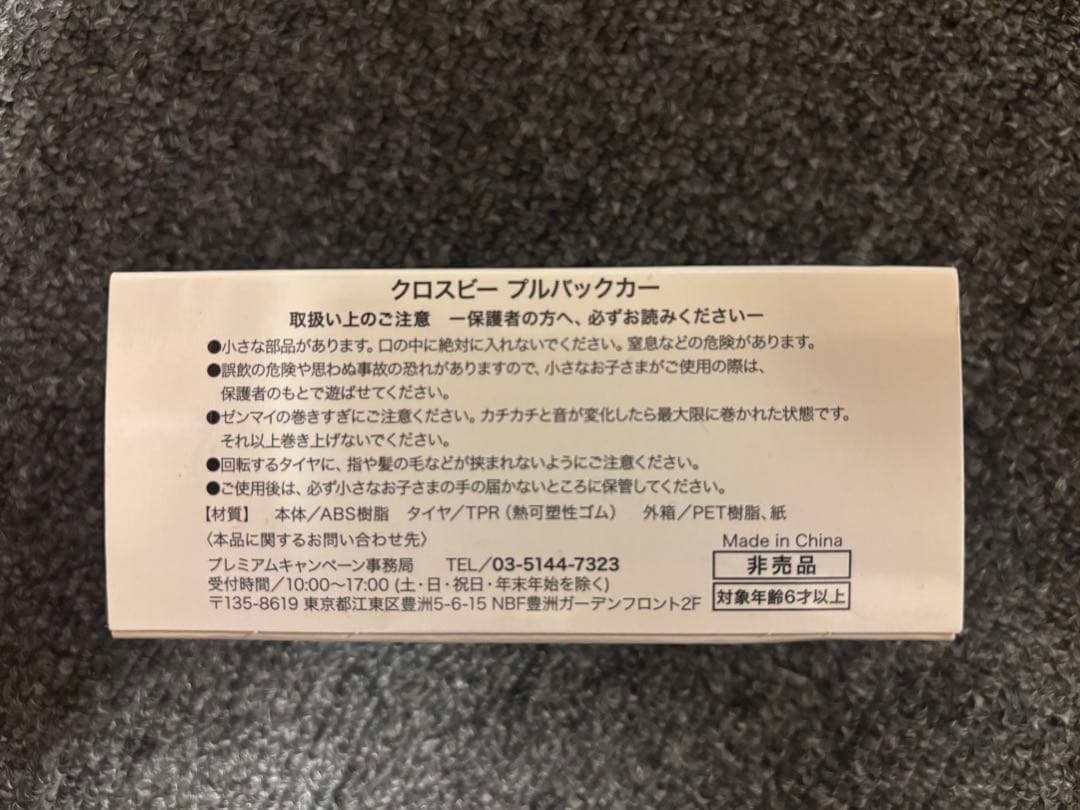 クロスビー プルバックカー
取扱い上のご注意 ー保護者の方へ、必ずお読みくださいー
●小さな部品があります。口の中に絶対に入れないでください。窒息などの危険があります。
●誤飲の危険や思わぬ事故の恐れがありますので、小さなお子さまがご使用の際は、
保護者のもとで遊ばせてください。
●ゼンマイの巻きすぎにご注意ください。カチカチと音が変化したら最大限に巻かれた状態です。
それ以上巻き上げないでください。
●回転するタイヤに、指や髪の毛などが挟まれないようにご注意ください。
●ご使用後は、必ず小さなお子さまの手の届かないところに保管してください。
【材質】 本体／ABS樹脂 タイヤ／TPR（熱可塑性ゴム） 外箱／PET樹脂、紙
〈本品に関するお問い合わせ先〉
プレミアムキャンペーン事務局 TEL／03-5144-7323
受付時間／10:00〜17:00 (土・日・祝日・年末年始を除く)
〒135-8619 東京都江東区豊洲5-6-15 NBF豊洲ガーデンフロント2F
Made in China
非売品
対象年齢6才以上